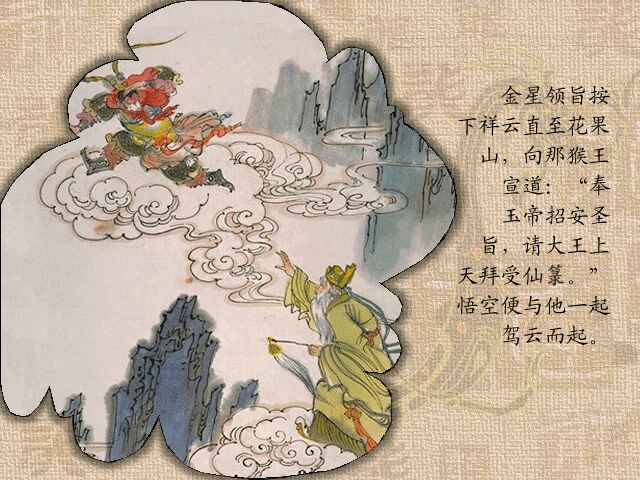 金星领旨按
下祥云直至花果
山，向那猴王
宣道：“奉
玉帝招安圣
旨，请大王上
天拜受仙箓。”
悟空便与他一起
驾云而起。